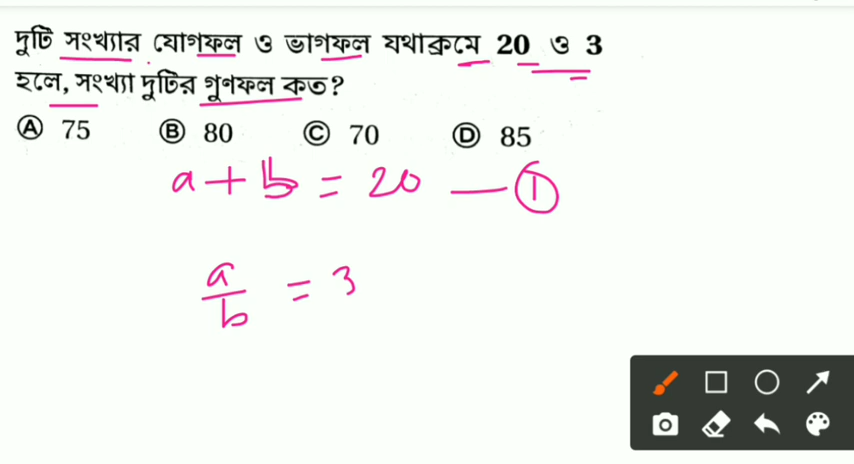 দুটি সংখ্যার যোগফল ও ভাগফল যথাক্রমে 20 ও 3
হলে, সংখ্যা দুটির গুণফল কত?
Ⓐ 75 Ⓑ 80 Ⓒ 70 Ⓓ 85
a + b = 20 — ①
a/b = 3